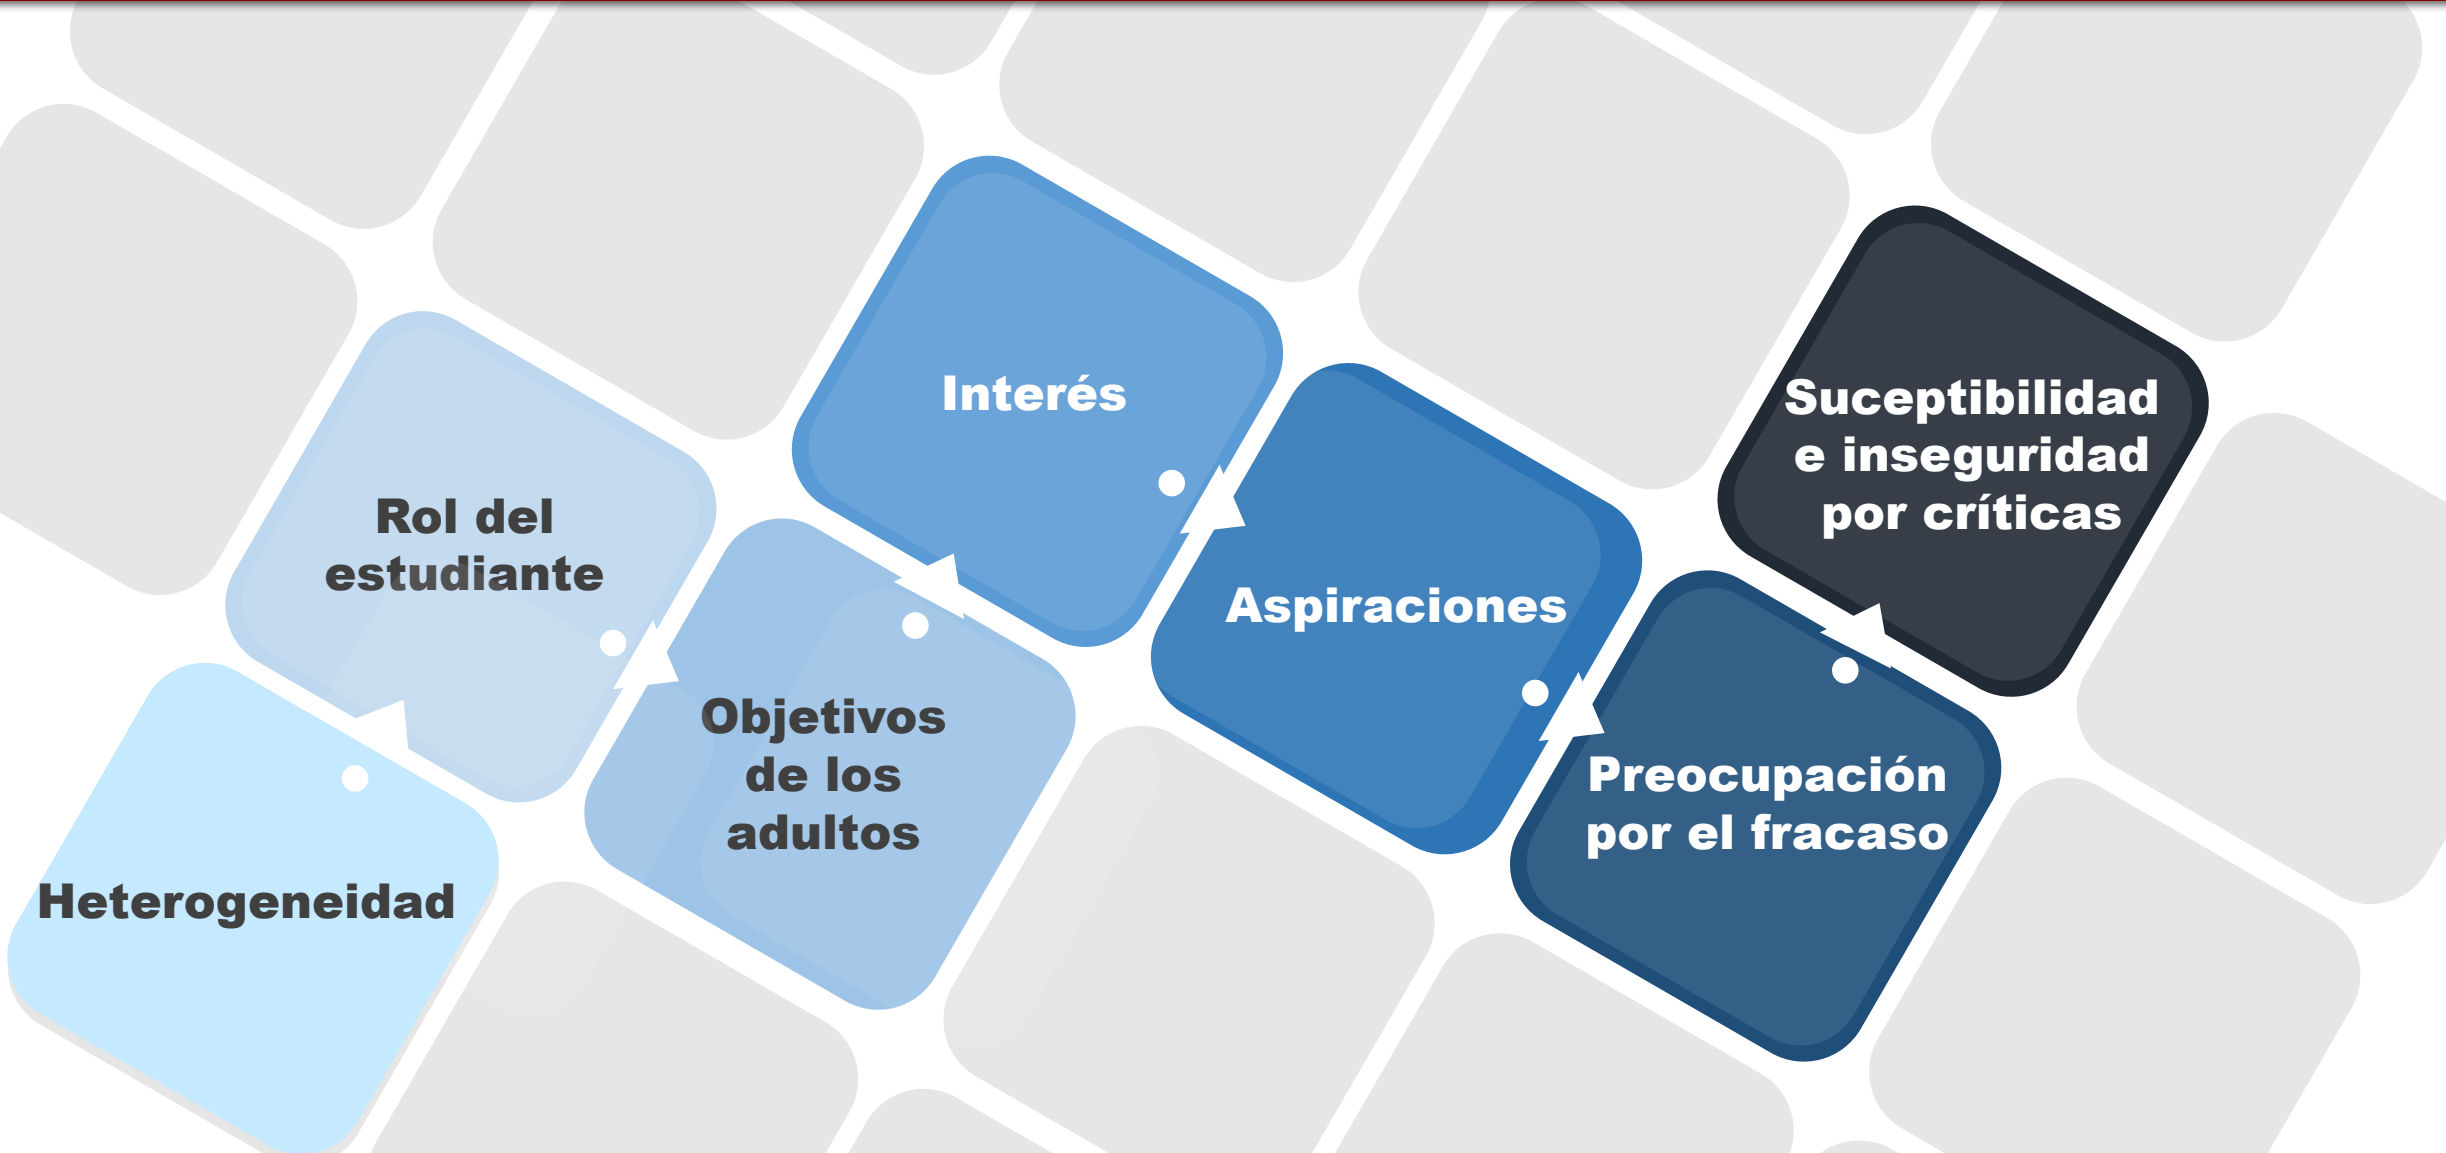 Heterogeneidad
Rol del
estudiante
Objetivos
de los
adultos
Interés
Aspiraciones
Preocupación
por el fracaso
Suceptibilidad
e inseguridad
por críticas